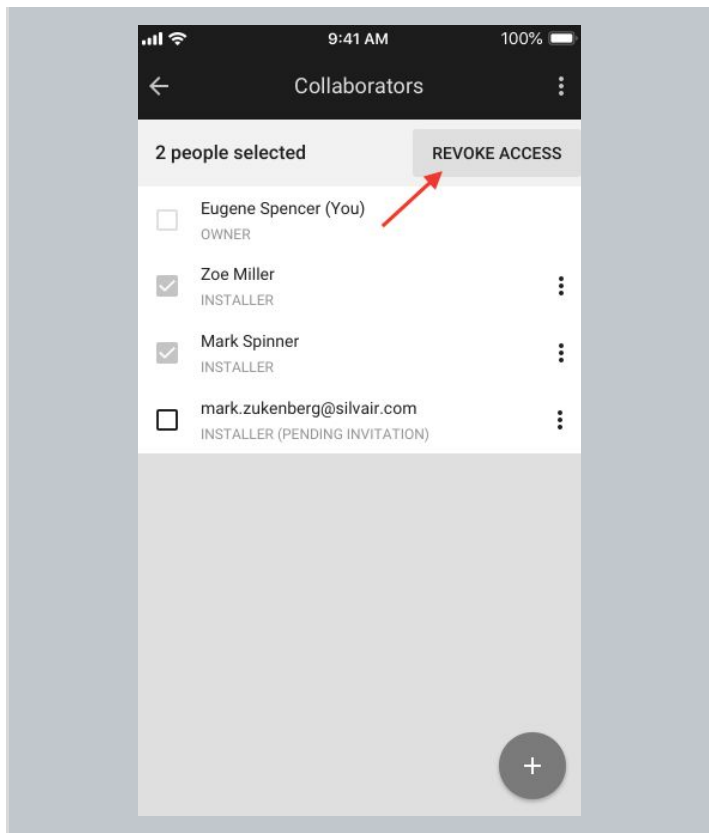 9:41 AM 100%
Collaborators
2 people selected REVOKE ACCESS
Eugene Spencer (You)
OWNER
Zoe Miller
INSTALLER
Mark Spinner
INSTALLER
mark.zukenberg@silvair.com
INSTALLER (PENDING INVITATION)